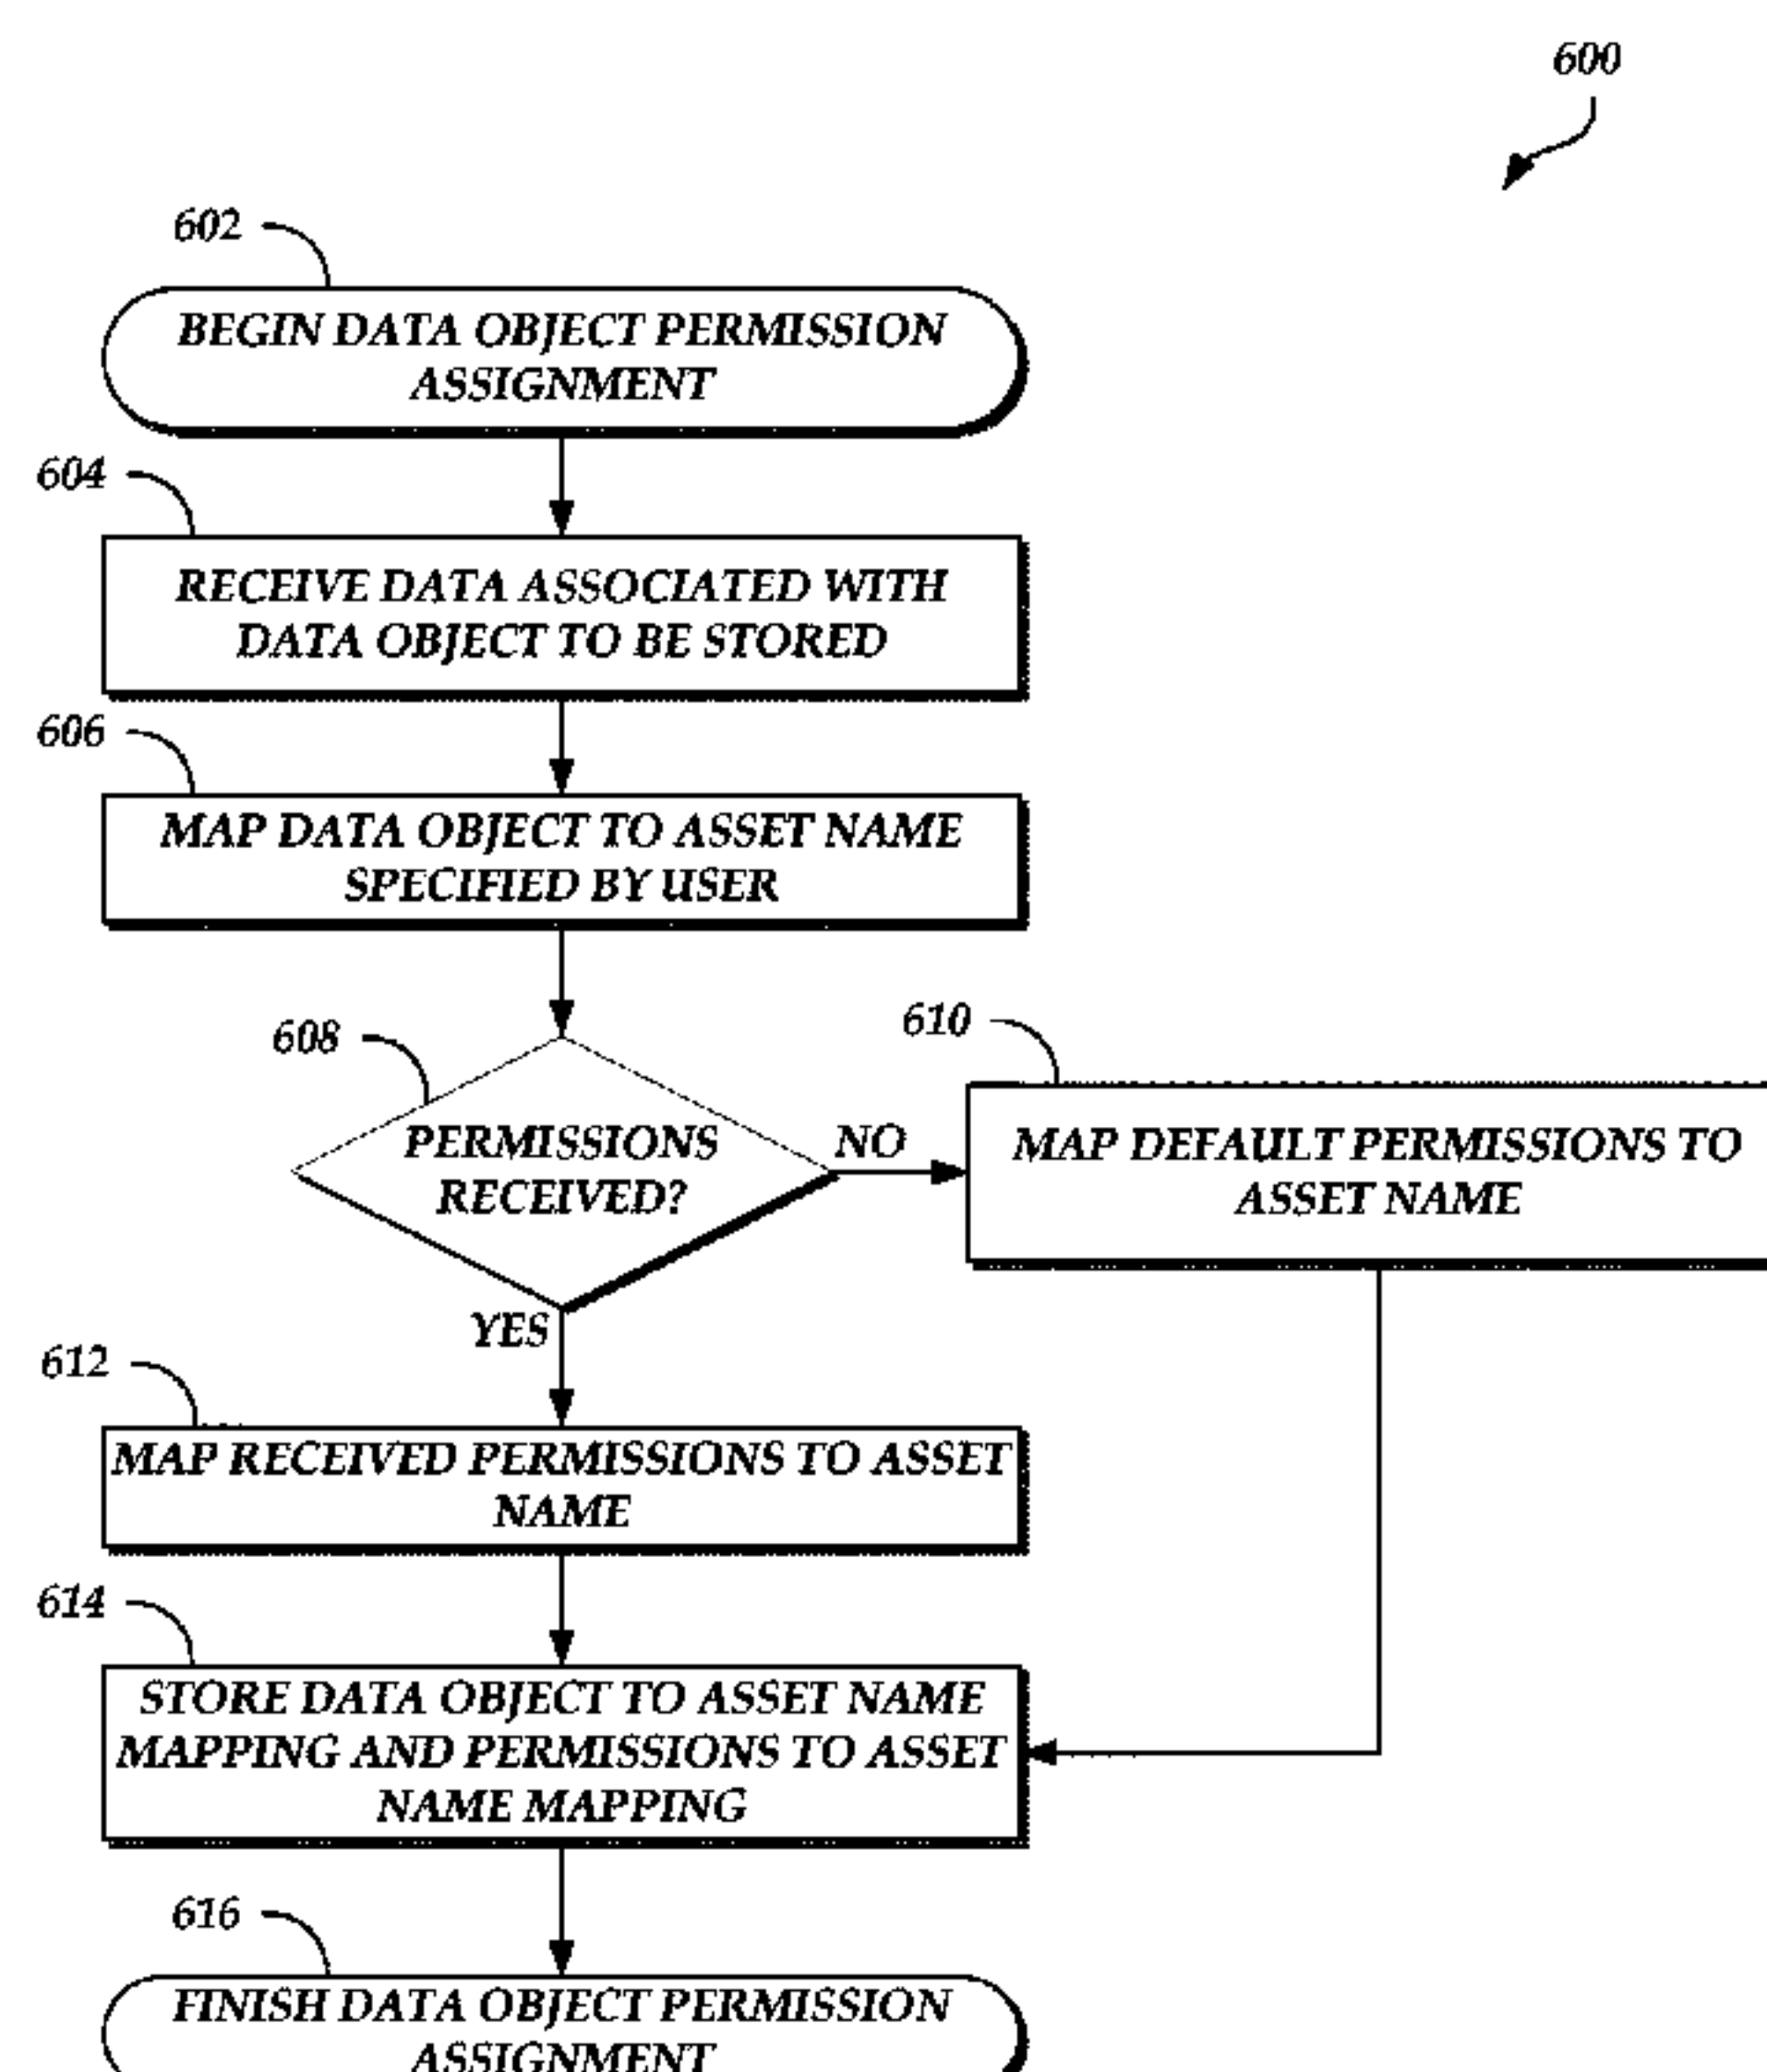 600
602
BEGIN DATA OBJECT PERMISSION
ASSIGNMENT
604
RECEIVE DATA ASSOCIATED WITH
DATA OBJECT TO BE STORED
606
MAP DATA OBJECT TO ASSET NAME
SPECIFIED BY USER
608
PERMISSIONS
RECEIVED?
NO
610
MAP DEFAULT PERMISSIONS TO
ASSET NAME
YES
612
MAP RECEIVED PERMISSIONS TO ASSET
NAME
614
STORE DATA OBJECT TO ASSET NAME
MAPPING AND PERMISSIONS TO ASSET
NAME MAPPING
616
FINISH DATA OBJECT PERMISSION
ASSIGNMENT